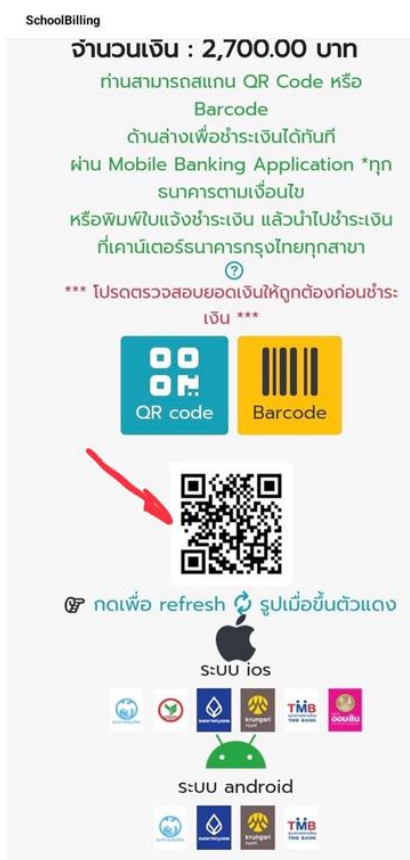 SchoolBilling
จำนวนเงิน : 2,700.00 บาท
ท่านสามารถสแกน QR Code หรือ
Barcode
ด้านล่างเพื่อชำระเงินได้ทันที
ผ่าน Mobile Banking Application *ทุก
ธนาคารตามเงื่อนไข
หรือพิมพ์ใบแจ้งชำระเงิน แล้วนำไปชำระเงิน
ที่เคาน์เตอร์ธนาคารกรุงไทยทุกสาขา
?
*** โปรดตรวจสอบยอดเงินให้ถูกต้องก่อนชำระ
เงิน ***
QR code Barcode
กดเพื่อ refresh รูปเมื่อขึ้นตัวแดง
ระบบ ios
krungsri TMB ออมสิน
ระบบ android
krungsri TMB